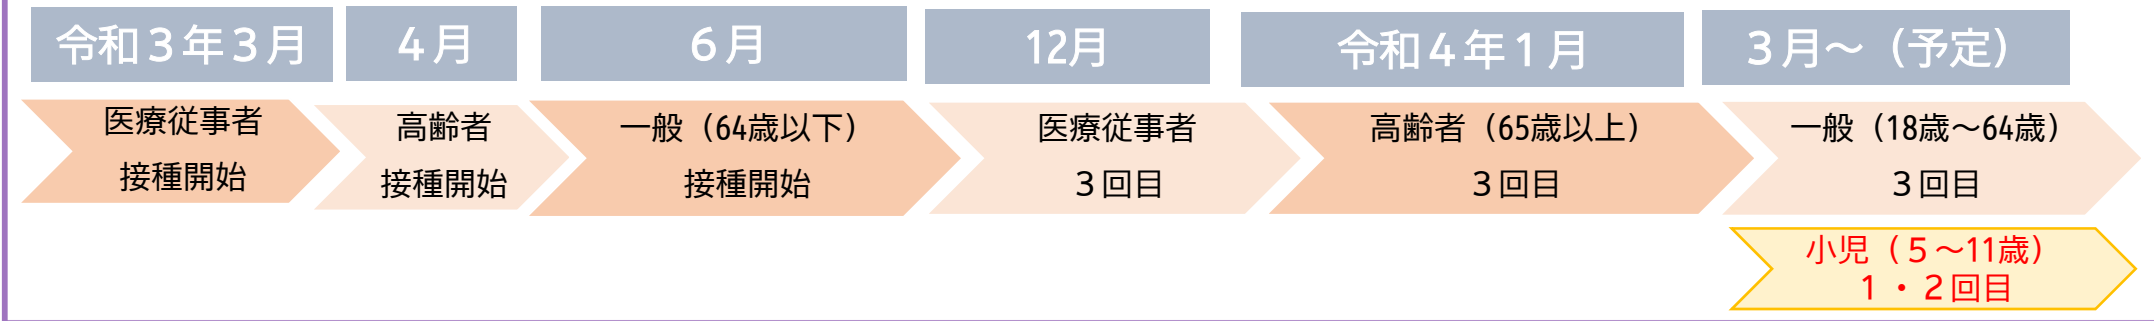 令和３年３月
４月
６月
12月
令和４年１月
３月～（予定）
医療従事者
接種開始
高齢者
接種開始
一般（64歳以下）
接種開始
医療従事者
３回目
高齢者（65歳以上）
３回目
一般（18歳～64歳）
３回目
小児（５～11歳）
１・２回目